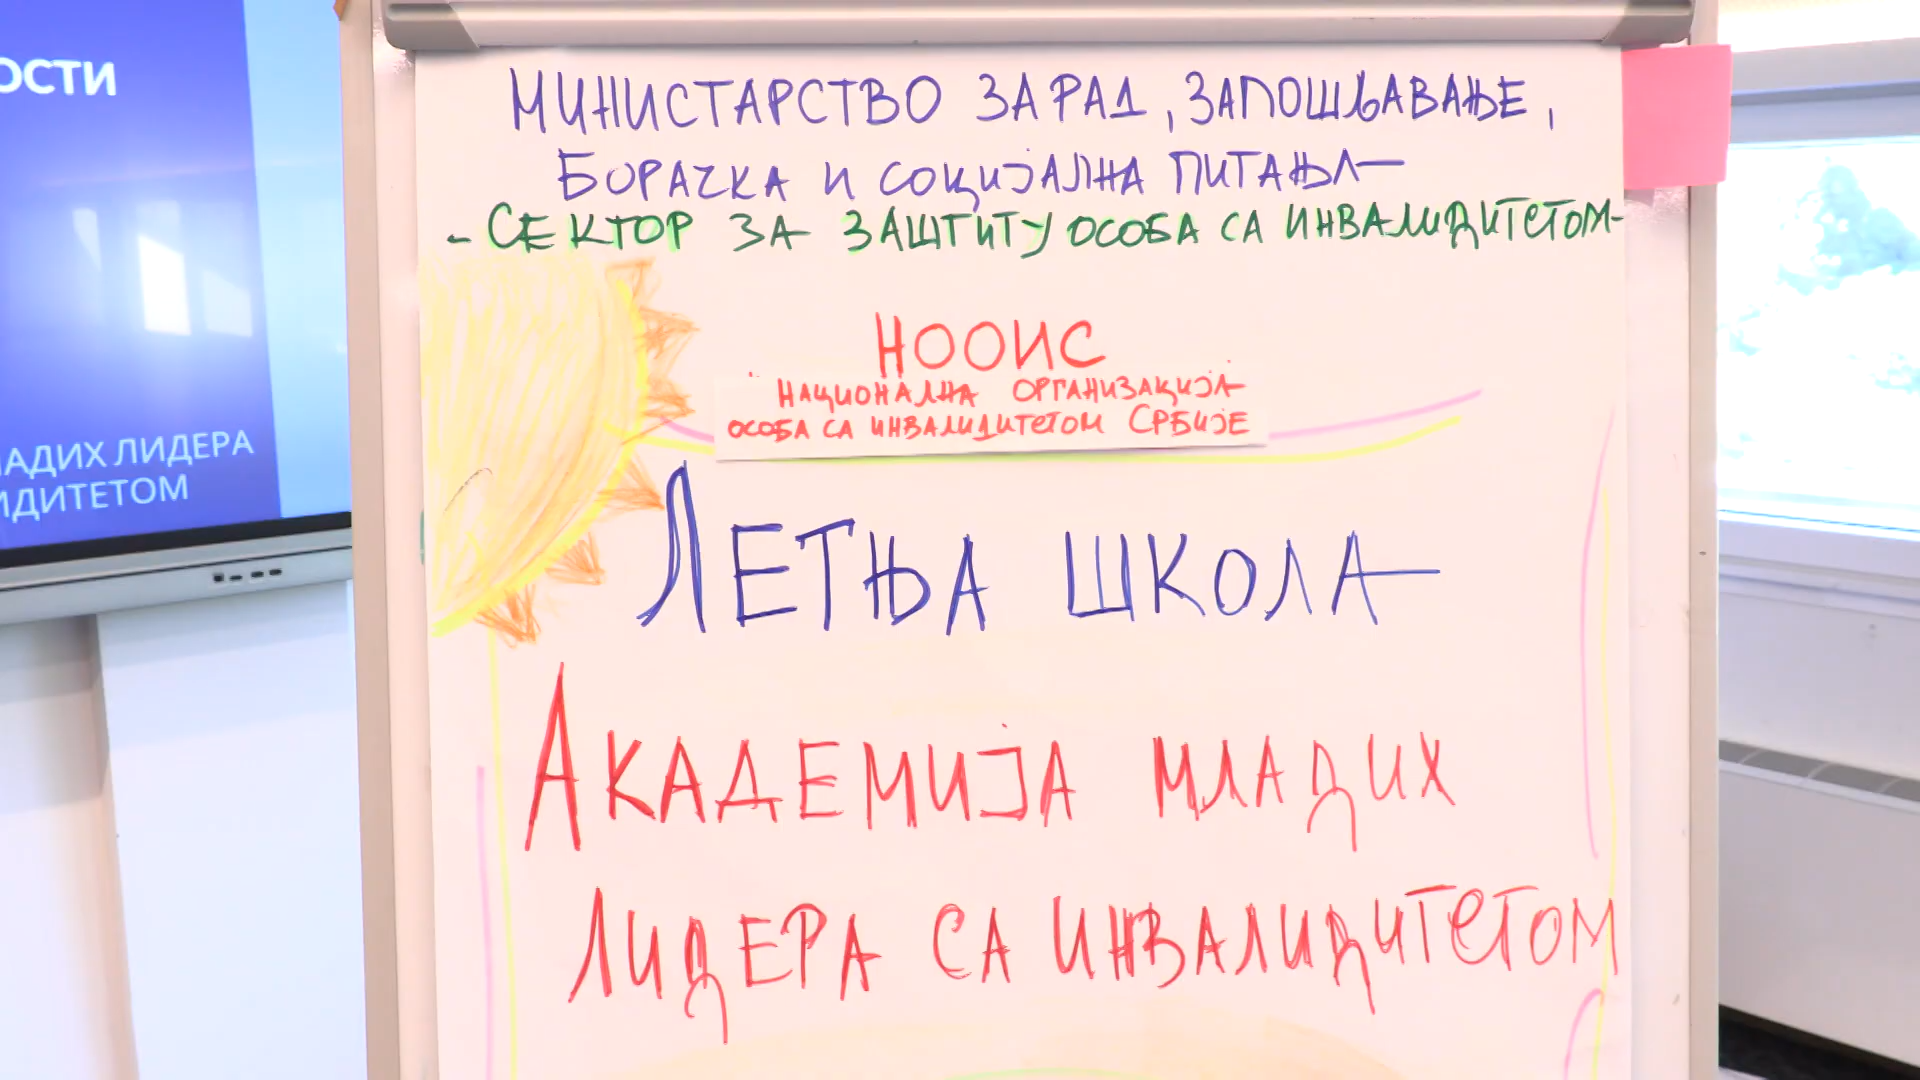 ОСТИ
АДИХ ЛИДЕРА
ИДИТЕТОМ
МИНИСТАРСТВО ЗА РАД, ЗАПОШЉАВАЊЕ,
БОРАЧКА И СОЦИЈАЛНА ПИТАЊА
- СЕКТОР ЗА ЗАШТИТУ ОСОБА СА ИНВАЛИДИТЕТОМ-
НООИС
НАЦИОНАЛНА ОРГАНИЗАЦИЈА
ОСОБА СА ИНВАЛИДИТЕТОМ СРБИЈЕ
ЛЕТЊА ШКОЛА
АКАДЕМИЈА МЛАДИХ
ЛИДЕРА СА ИНВАЛИДИТЕТОМ